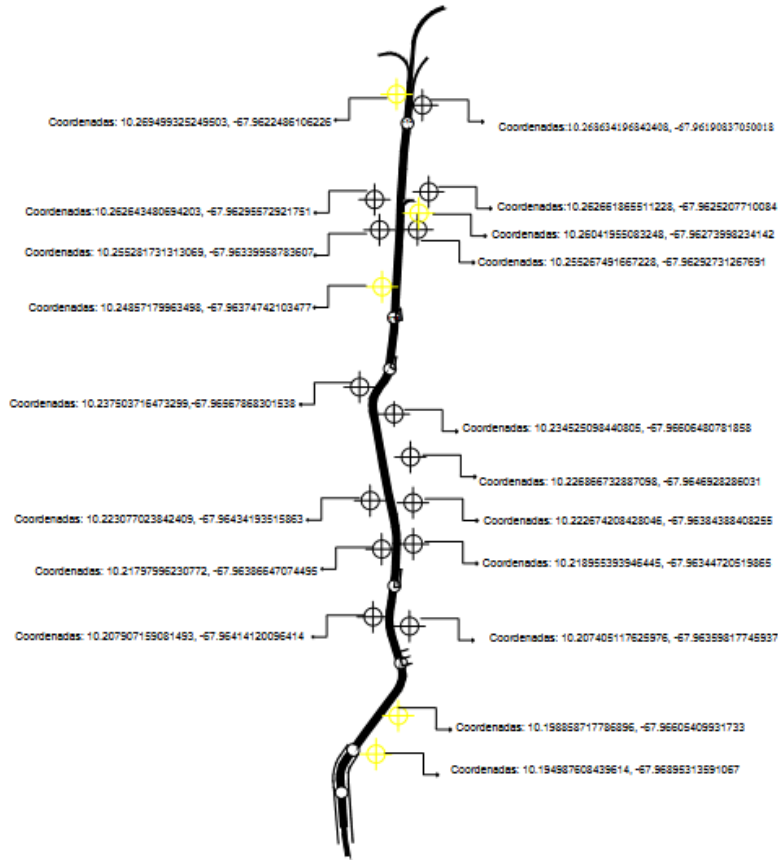 Coordenadas: 10.269499325249503, -67.9622486106226
Coordenadas:10.268634196842408, -67.96190837050018
Coordenadas:10.262643480694203, -67.96295572921751
Coordenadas: 10.262661865511228, -67.9625207710084
Coordenadas: 10.26041955083248, -67.96273998234142
Coordenadas: 10.255281731313069, -67.96339958783607
Coordenadas: 10.255267491667228, -67.96292731267691
Coordenadas: 10.24857179963498, -67.96374742103477
Coordenadas: 10.237503716473299,-67.96567868301538
Coordenadas: 10.234525098440805, -67.96606480781858
Coordenadas: 10.226866732887098, -67.9646928286031
Coordenadas: 10.223077023842409, -67.96434193515863
Coordenadas: 10.222674208428046, -67.96384388408255
Coordenadas: 10.218955393946445, -67.96344720519865
Coordenadas: 10.21797996230772, -67.96386647074495
Coordenadas: 10.207907159081493, -67.96414120096414
Coordenadas: 10.207405117625976, -67.96359817745937
Coordenadas: 10.198858717786896, -67.96605409931733
Coordenadas: 10.194987608439614, -67.96895313591067